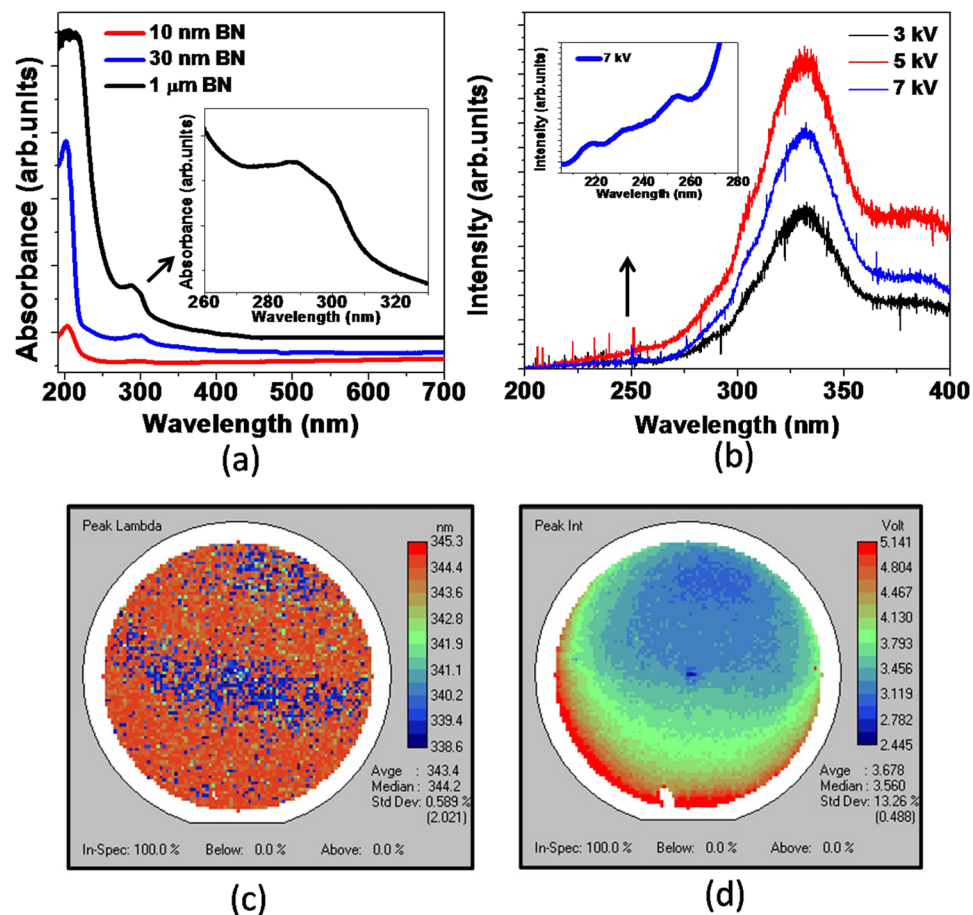 10 nm BN
30 nm BN
1 μm BN
Absorbance (arb.units)
Absorbance (arb.units)
260 280 300 320
Wavelength (nm)
200 300 400 500 600 700
Wavelength (nm)
(a)
3 kV
5 kV
7 kV
7 kV
Intensity (arb.units)
Intensity (arb.units)
220 240 260 280
Wavelength (nm)
200 250 300 350 400
Wavelength (nm)
(b)
Peak Lambda
nm
345.3
344.4
343.6
342.8
341.9
341.1
340.2
339.4
338.6
Avge : 343.4
Median : 344.2
Std Dev: 0.589 %
(2.021)
In-Spec: 100.0 % Below: 0.0 % Above: 0.0 %
(c)
Peak Int
Volt
5.141
4.804
4.467
4.130
3.793
3.456
3.119
2.782
2.445
Avge : 3.678
Median : 3.560
Std Dev: 13.26 %
(0.488)
In-Spec: 100.0 % Below: 0.0 % Above: 0.0 %
(d)